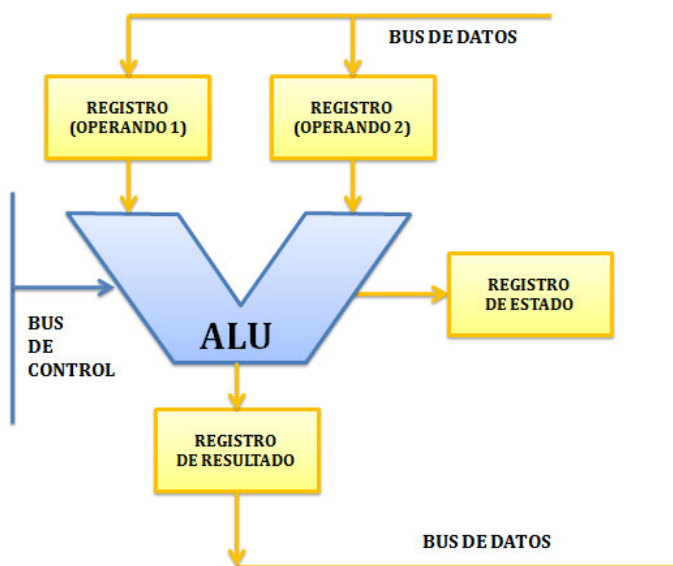 BUS DE DATOS
REGISTRO
(OPERANDO 1)
REGISTRO
(OPERANDO 2)
REGISTRO
DE ESTADO
BUS
DE
CONTROL
ALU
REGISTRO
DE RESULTADO
BUS DE DATOS